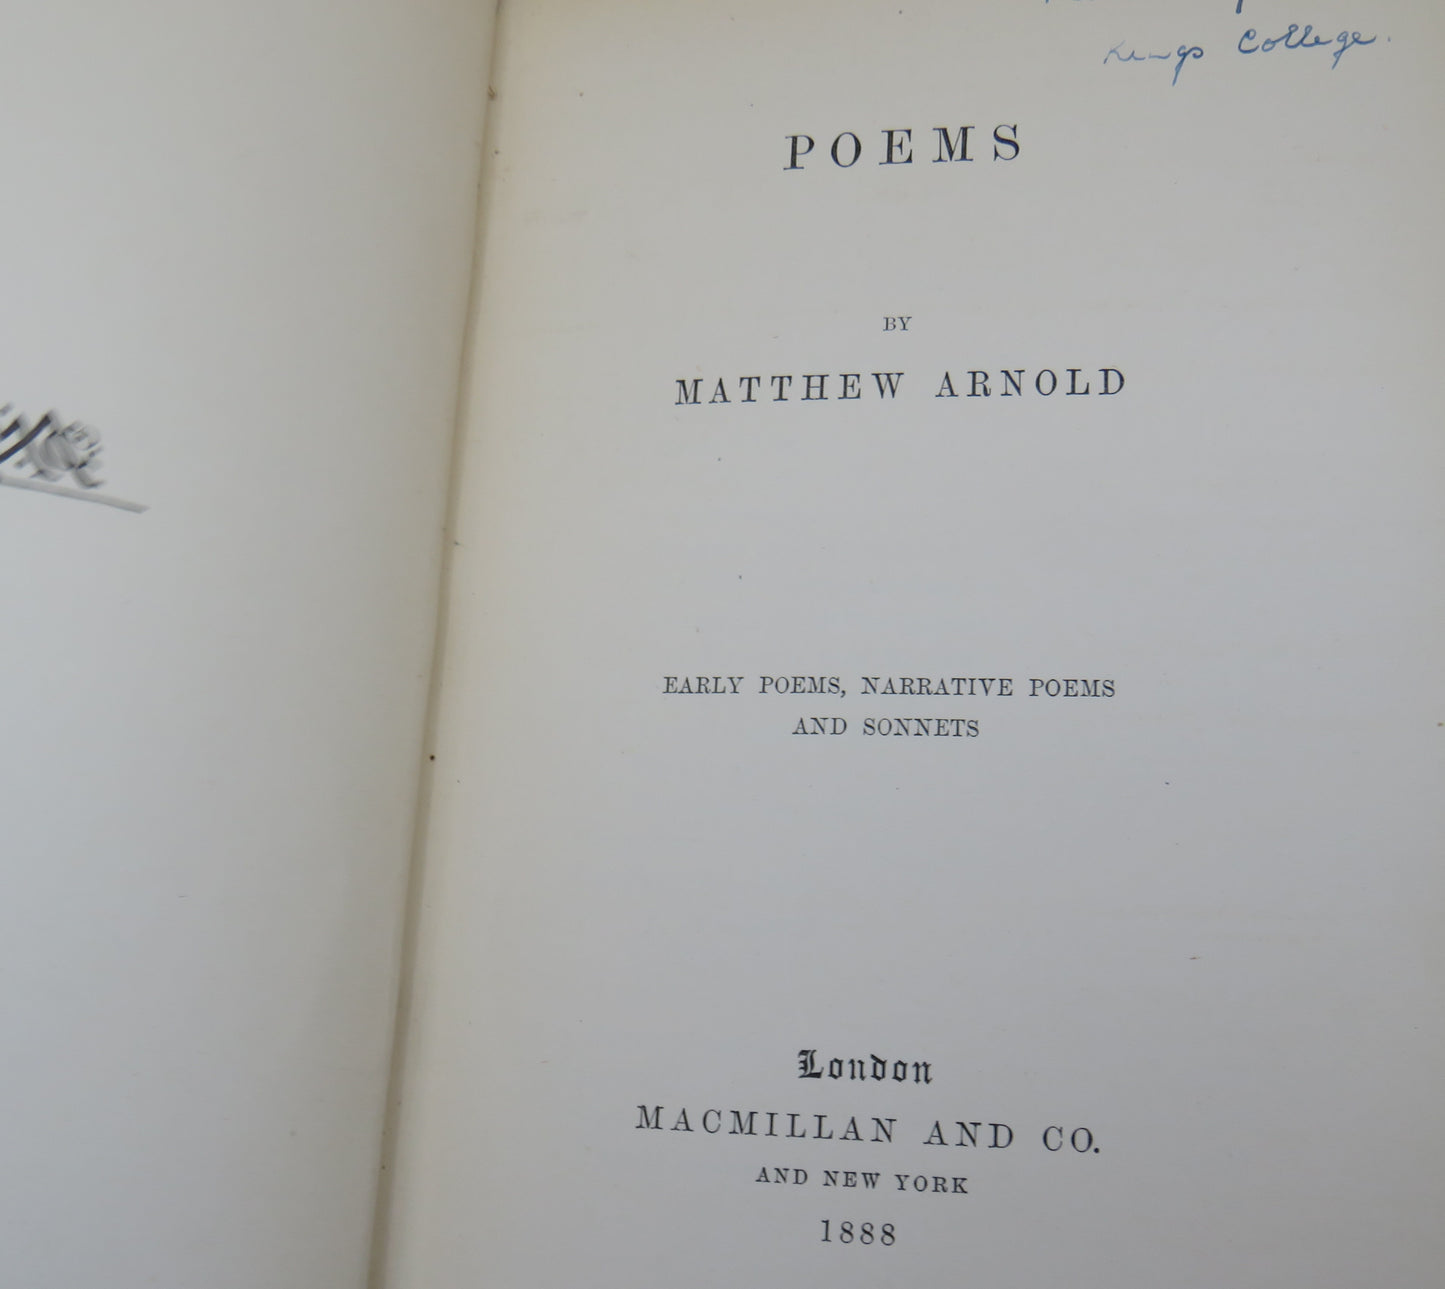 Kings College.
POEMS
BY
MATTHEW ARNOLD
EARLY POEMS, NARRATIVE POEMS
AND SONNETS
London
MACMILLAN AND CO.
AND NEW YORK
1888